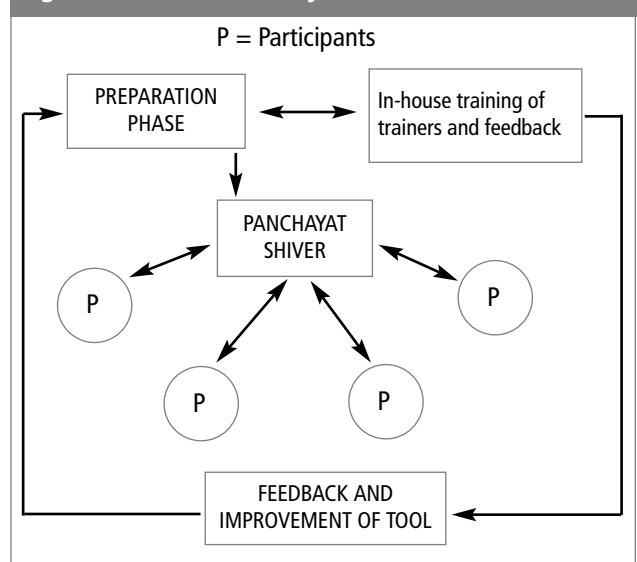 P = Participants
PREPARATION
PHASE
In-house training of
trainers and feedback
PANCHAYAT
SHIVER
P
P
P
P
FEEDBACK AND
IMPROVEMENT OF TOOL